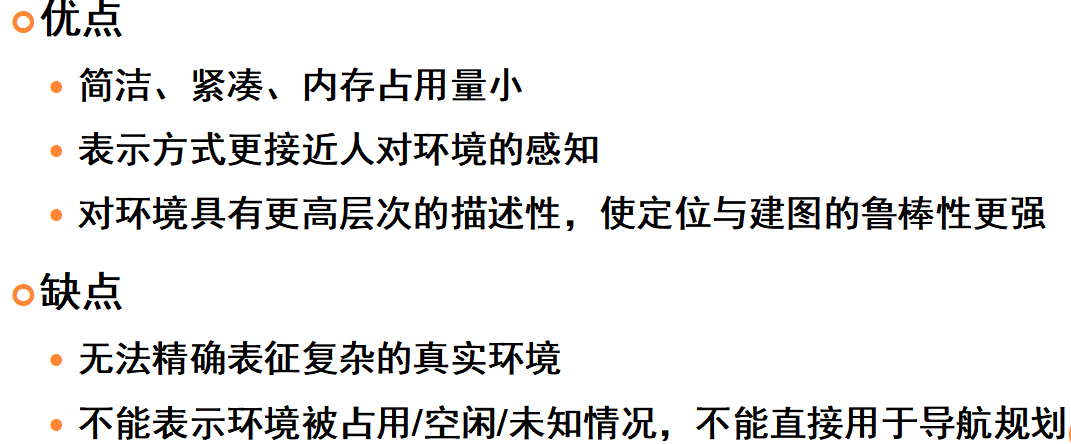 优点
简洁、紧凑、内存占用量小
表示方式更接近人对环境的感知
对环境具有更高层次的描述性，使定位与建图的鲁棒性更强
缺点
无法精确表征复杂的真实环境
不能表示环境被占用/空闲/未知情况，不能直接用于导航规划